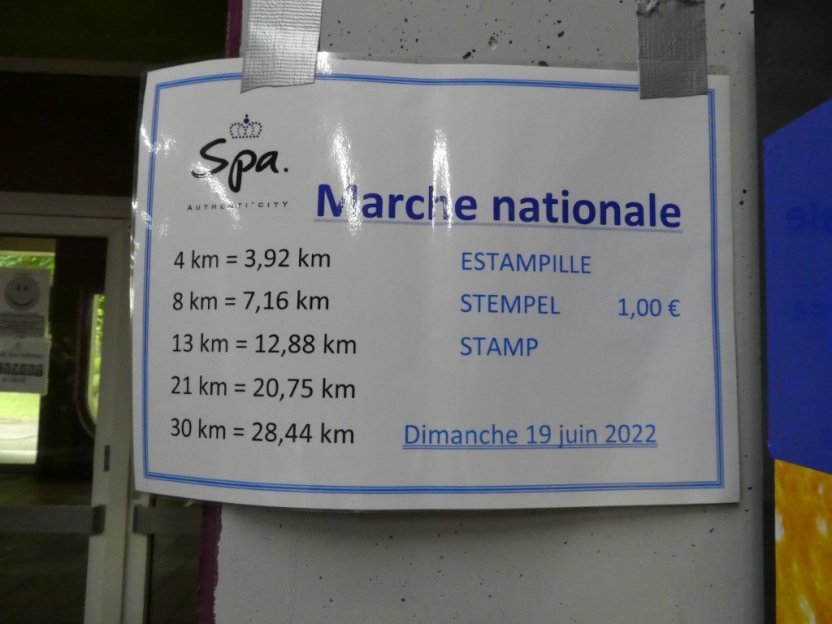 Spa.
AUTHENTI'CITY
Marche nationale
4 km = 3,92 km
8 km = 7,16 km
13 km = 12,88 km
21 km = 20,75 km
30 km = 28,44 km
ESTAMPILLE
STEMPEL 1,00 €
STAMP
Dimanche 19 juin 2022